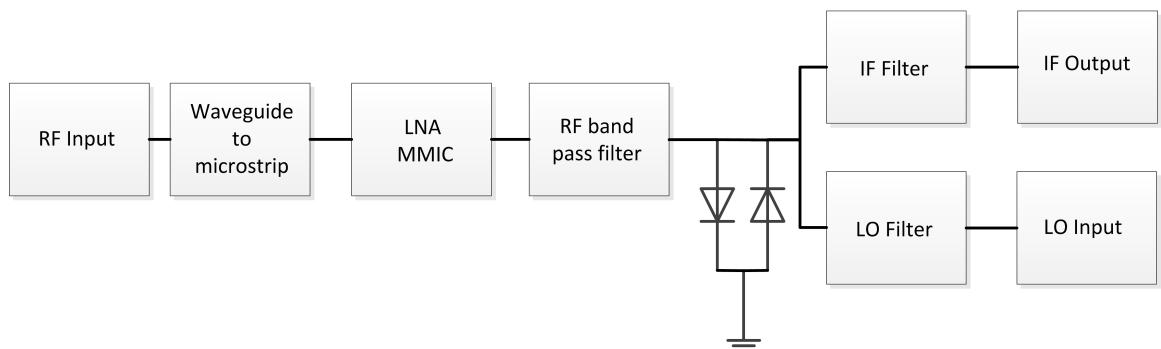 RF Input
Waveguide
to
microstrip
LNA
MMIC
RF band
pass filter
IF Filter
IF Output
LO Filter
LO Input